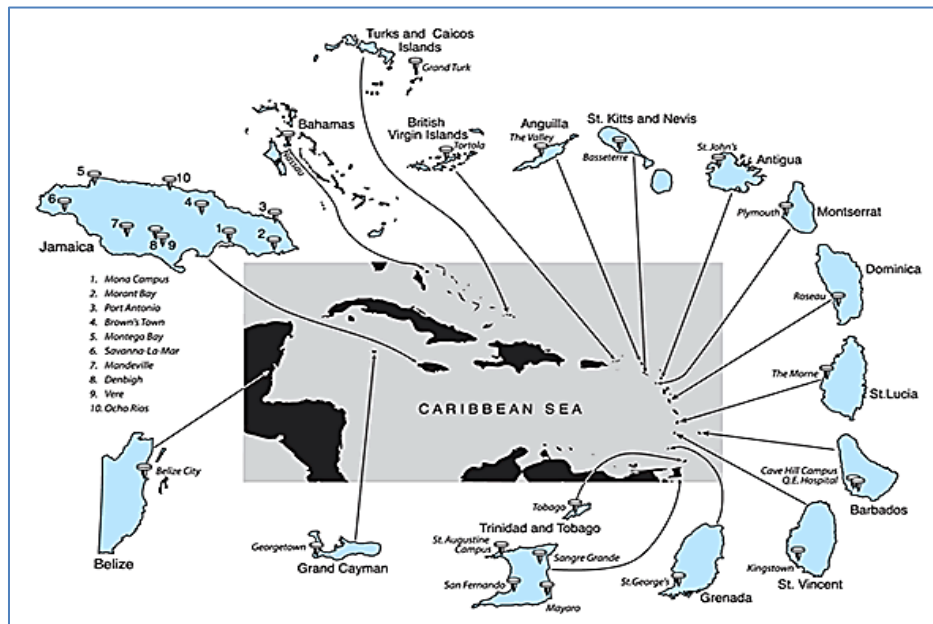 Turks and Caicos
Islands
Grand Turk
Bahamas
Nassau
British
Virgin Islands
Tortola
Anguilla
The Valley
St. Kitts and Nevis
Basseterre
St. John's
Antigua
Plymouth
Montserrat
5
10
6
4
3
7
8
9
1
2
Jamaica
1. Mona Campus
2. Morant Bay
3. Port Antonio
4. Brown's Town
5. Montego Bay
6. Savanna-La-Mar
7. Mandeville
8. Denbigh
9. Vere
10. Ocho Rios
Dominica
Roseau
The Morne
St.Lucia
CARIBBEAN SEA
Belize City
Belize
Georgetown
Grand Cayman
Tobago
Trinidad and Tobago
St. Augustine
Campus
Sangre Grande
San Fernando
Mayaro
St.George's
Grenada
Cave Hill Campus
Q.E. Hospital
Barbados
Kingstown
St. Vincent